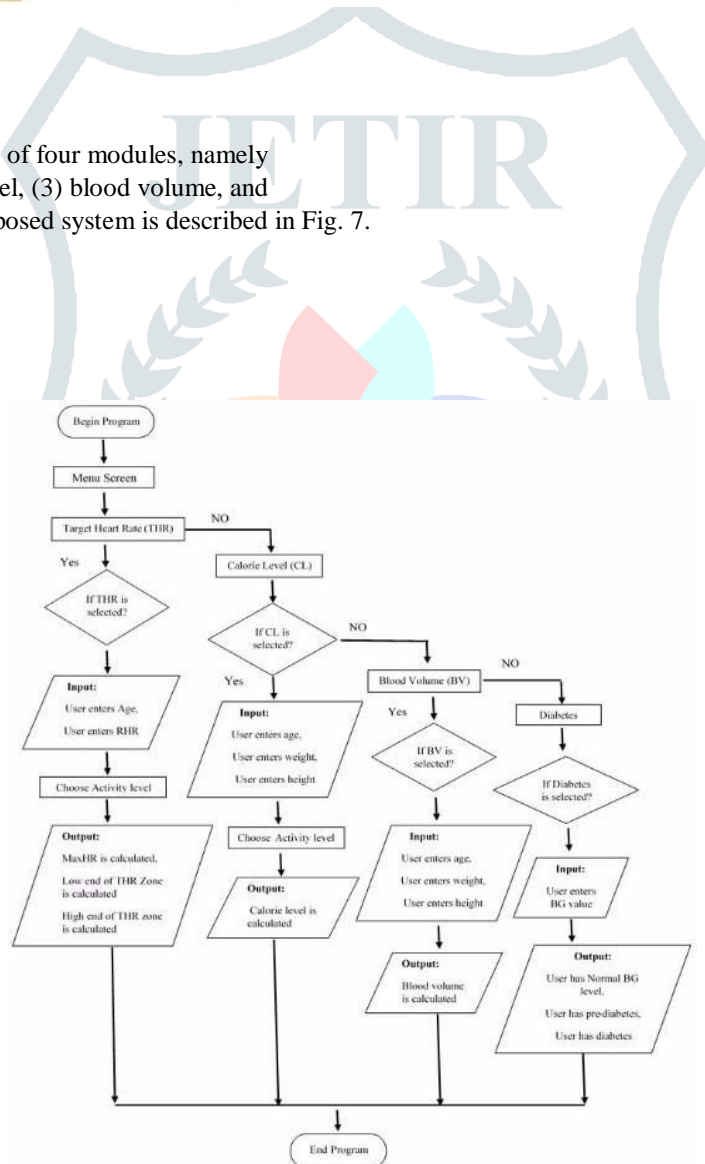 JETIR
of four modules, namely
el, (3) blood volume, and
posed system is described in Fig. 7.
Begin Program
Menu Screen
Target Heart Rate (THR)
NO
Yes
If THR is
selected?
Input:
User enters Age,
User enters RHR
Choose Activity level
Output:
MaxHR is calculated,
Low end of THR Zone
is calculated
High end of THR zone
is calculated
Calorie Level (CL)
If CL is
selected?
NO
Yes
Input:
User enters age,
User enters weight,
User enters height
Choose Activity level
Output:
Calorie level is
calculated
Blood Volume (BV)
NO
Yes
If BV is
selected?
Input:
User enters age,
User enters weight,
User enters height
Output:
Blood volume
is calculated
Diabetes
If Diabetes
is selected?
Input:
User enters
BG value
Output:
User has Normal BG
level,
User has pre-diabetes,
User has diabetes
End Program